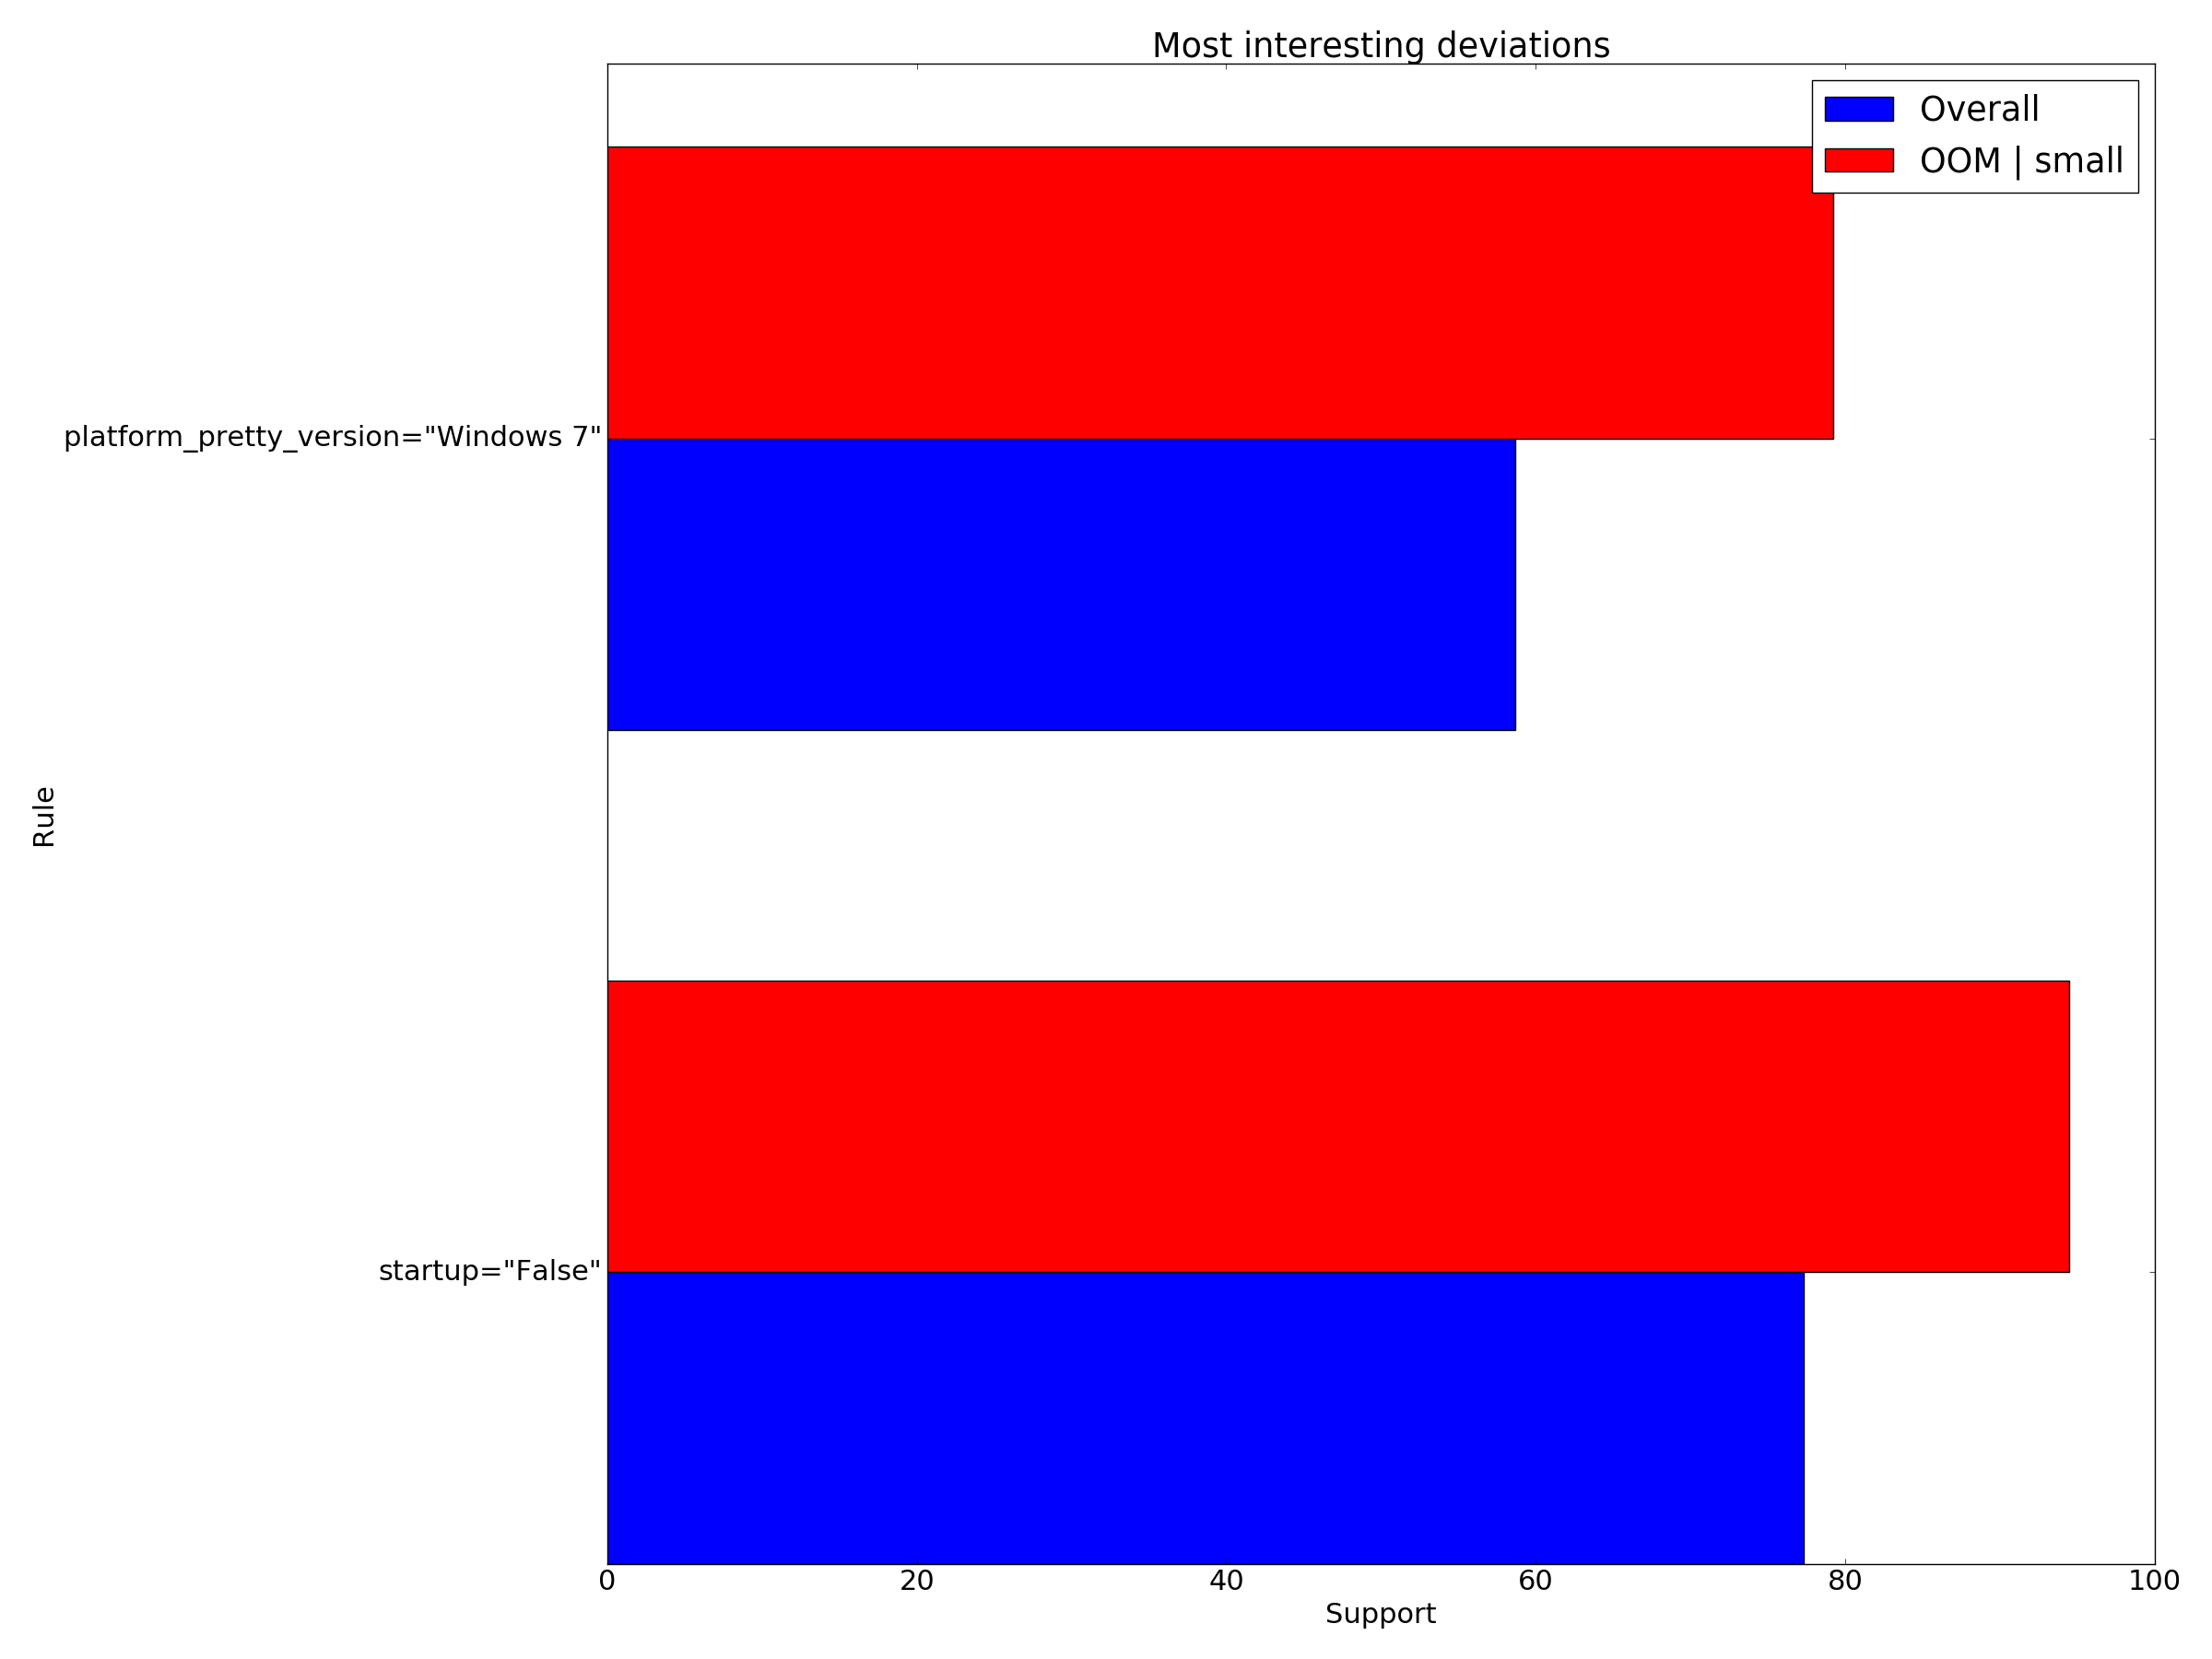 Most interesting deviations
Overall
OOM | small
platform_pretty_version="Windows 7"
Rule
startup="False"
0 20 40 60 80 100
Support